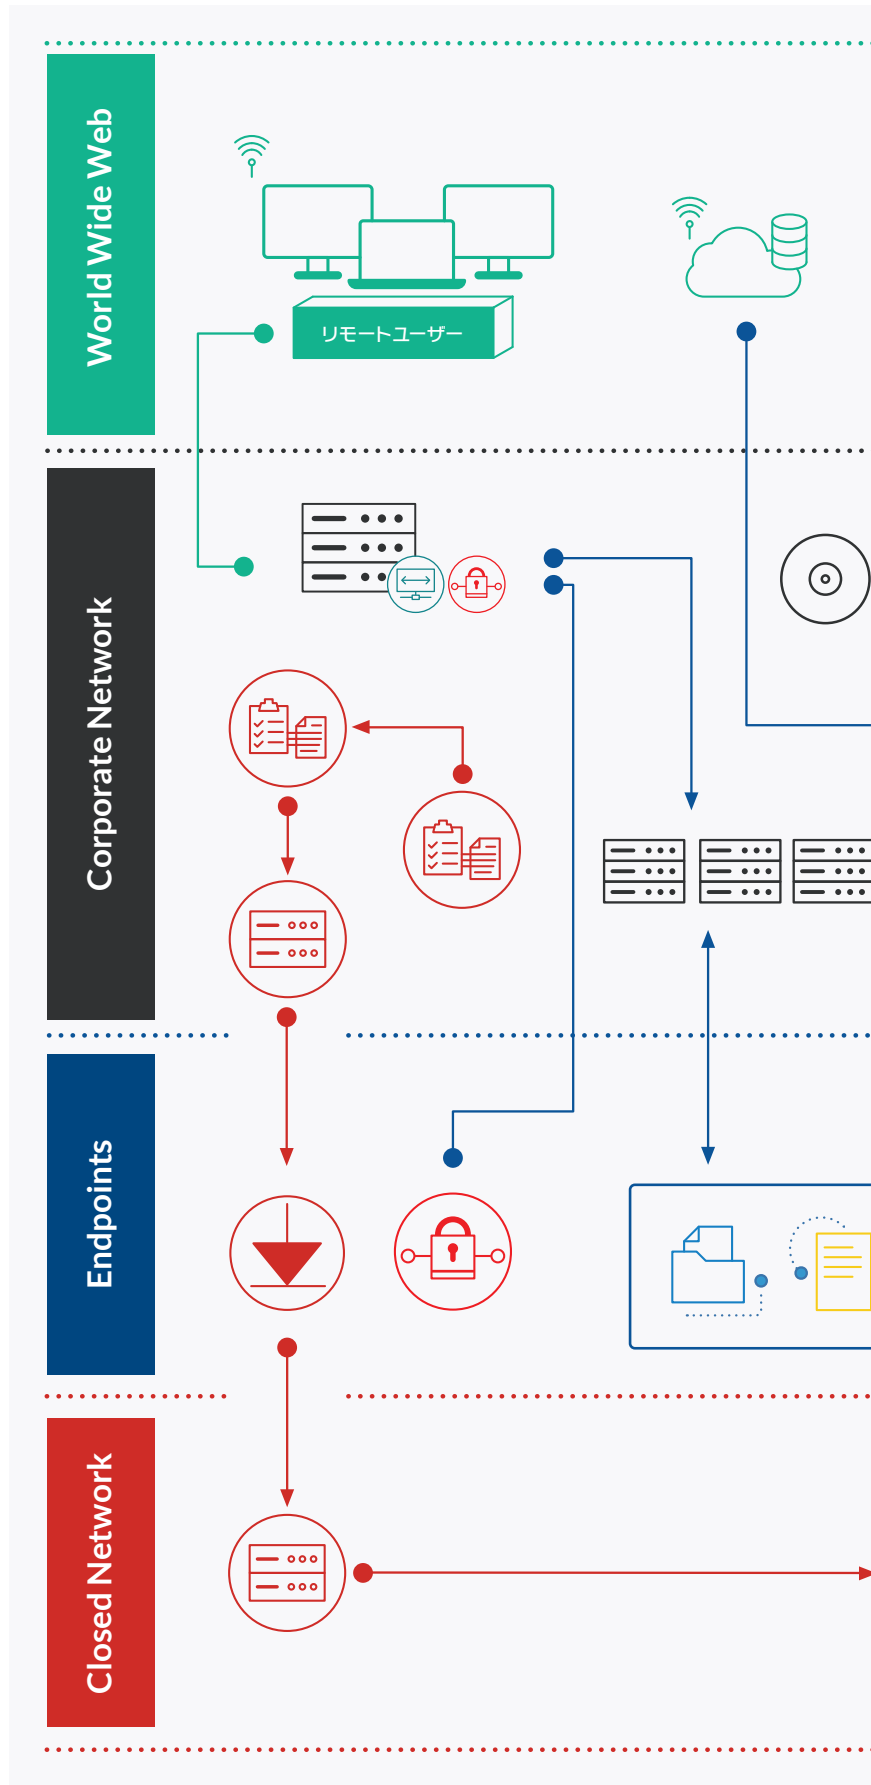 World Wide Web
リモートユーザー
Corporate Network
Endpoints
Closed Network